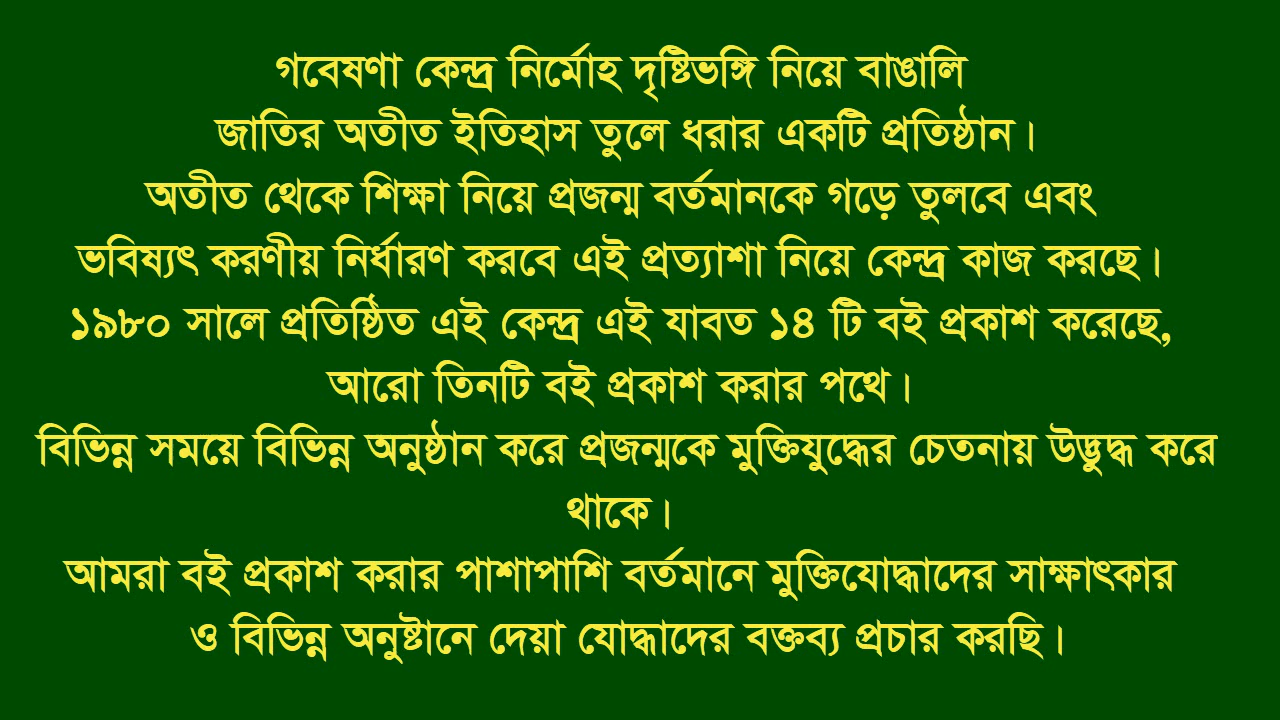 গবেষণা কেন্দ্র নির্মোহ দৃষ্টিভঙ্গি নিয়ে বাঙালি
জাতির অতীত ইতিহাস তুলে ধরার একটি প্রতিষ্ঠান।
অতীত থেকে শিক্ষা নিয়ে প্রজন্ম বর্তমানকে গড়ে তুলবে এবং
ভবিষ্যৎ করণীয় নির্ধারণ করবে এই প্রত্যাশা নিয়ে কেন্দ্র কাজ করছে।
১৯৮০ সালে প্রতিষ্ঠিত এই কেন্দ্র এই যাবত ১৪ টি বই প্রকাশ করেছে,
আরো তিনটি বই প্রকাশ করার পথে।
বিভিন্ন সময়ে বিভিন্ন অনুষ্ঠান করে প্রজন্মকে মুক্তিযুদ্ধের চেতনায় উদ্ভুদ্ধ করে
থাকে।
আমরা বই প্রকাশ করার পাশাপাশি বর্তমানে মুক্তিযোদ্ধাদের সাক্ষাৎকার
ও বিভিন্ন অনুষ্টানে দেয়া যোদ্ধাদের বক্তব্য প্রচার করছি।